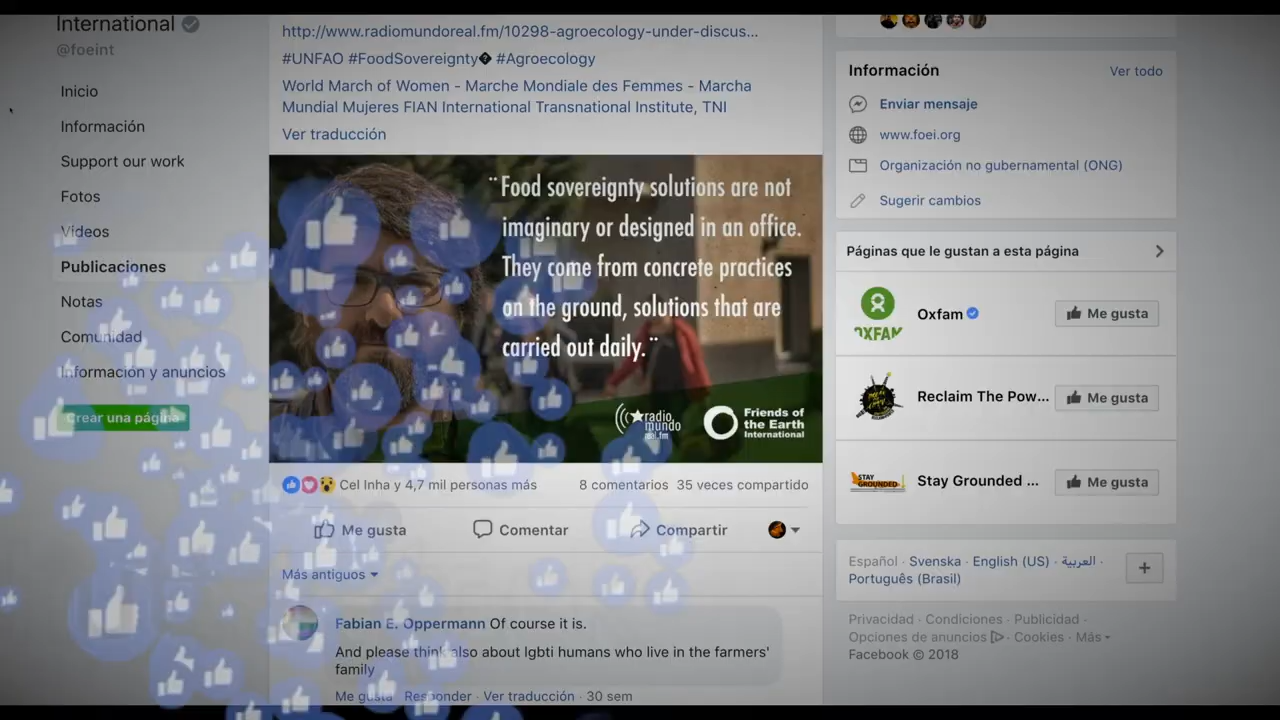 International
@foeint
Inicio
Información
Support our work
Fotos
Videos
Publicaciones
Notas
Comunidad
Información y anuncios
Crear una página
http://www.radiomundoreal.fm/10298-agroecology-under-discus...
#UNFAO #FoodSovereignty� #Agroecology
World March of Women - Marche Mondiale des Femmes - Marcha
Mundial Mujeres FIAN International Transnational Institute, TNI
Ver traducción
¨Food sovereignty solutions are not
imaginary or designed in an office.
They come from concrete practices
on the ground, solutions that are
carried out daily.¨
radio
mundo
real.fm
Friends of
the Earth
International
Cel Inha y 4,7 mil personas más 8 comentarios 35 veces compartido
Me gusta Comentar Compartir
Más antiguos
Fabian E. Oppermann Of course it is.
And please think also about lgbti humans who live in the farmers'
family
Me gusta · Responder · Ver traducción · 30 sem
Información Ver todo
Enviar mensaje
www.foei.org
Organización no gubernamental (ONG)
Sugerir cambios
Páginas que le gustan a esta página
OXFAM
Oxfam Me gusta
Reclaim The Pow... Me gusta
STAY
GROUNDED
Stay Grounded ... Me gusta
Español · Svenska · English (US) · العربية ·
Português (Brasil)
Privacidad · Condiciones · Publicidad ·
Opciones de anuncios · Cookies · Más
Facebook © 2018